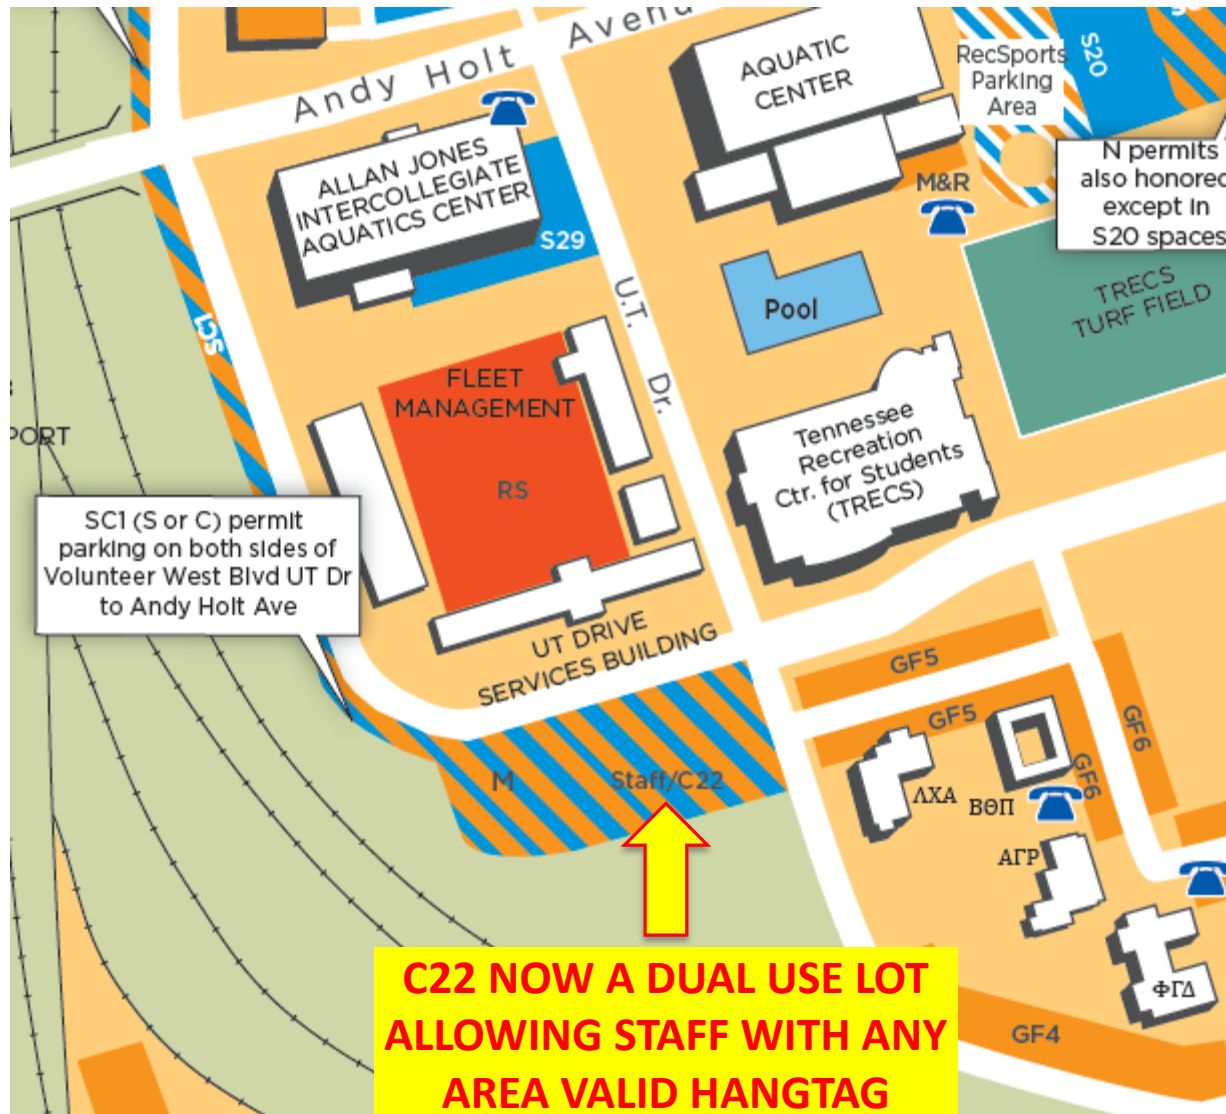 Andy Holt Avenu
AQUATIC
CENTER
RecSports
Parking
Area
S20
ALLAN JONES
INTERCOLLEGIATE
AQUATICS CENTER
S29
M&R
N permits
also honored
except in
S20 spaces
TRECS
TURF FIELD
Pool
U.T. Dr.
SC1
FLEET
MANAGEMENT
RS
PORT
Tennessee
Recreation
Ctr. for Students
(TRECS)
SC1 (S or C) permit
parking on both sides of
Volunteer West Blvd UT Dr
to Andy Holt Ave
UT DRIVE
SERVICES BUILDING
GF5
GF5
GF6
GF6
M
Staff/C22
ΛΧΑ
ΒΘΠ
ΑΓΡ
ΦΓΔ
GF4
C22 NOW A DUAL USE LOT
ALLOWING STAFF WITH ANY
AREA VALID HANGTAG